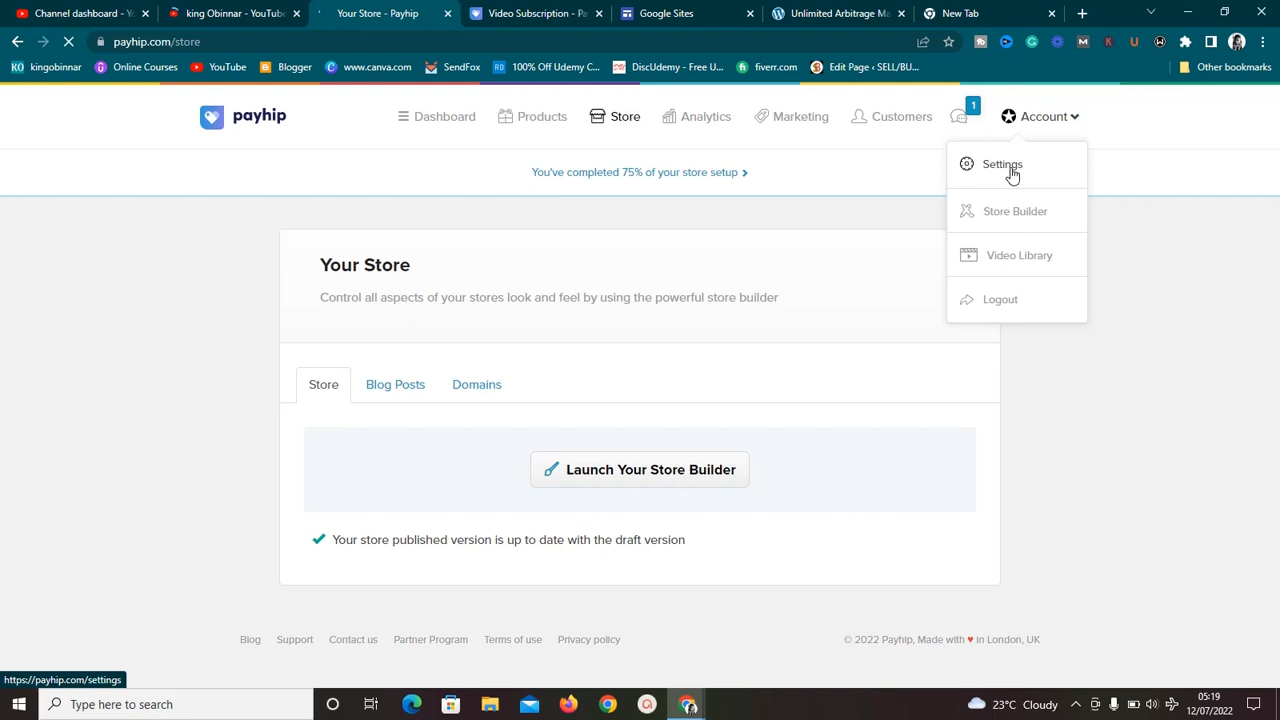 Channel dashboard - Y
king Obinnar - YouTube
Your Store - Payhip
Video Subscription - Pa
Google Sites
Unlimited Arbitrage Ma
New Tab
payhip.com/store
kingobinnar
Online Courses
YouTube
Blogger
www.canva.com
SendFox
100% Off Udemy C...
DiscUdemy - Free U...
fiverr.com
Edit Page ‹ SELL/BU...
Other bookmarks
payhip
Dashboard
Products
Store
Analytics
Marketing
Customers
1
Account
You've completed 75% of your store setup
Settings
Store Builder
Video Library
Logout
Your Store
Control all aspects of your stores look and feel by using the powerful store builder
Store
Blog Posts
Domains
Launch Your Store Builder
Your store published version is up to date with the draft version
Blog
Support
Contact us
Partner Program
Terms of use
Privacy policy
© 2022 Payhip, Made with ♥ in London, UK
https://payhip.com/settings
Type here to search
23°C Cloudy
05:19
12/07/2022